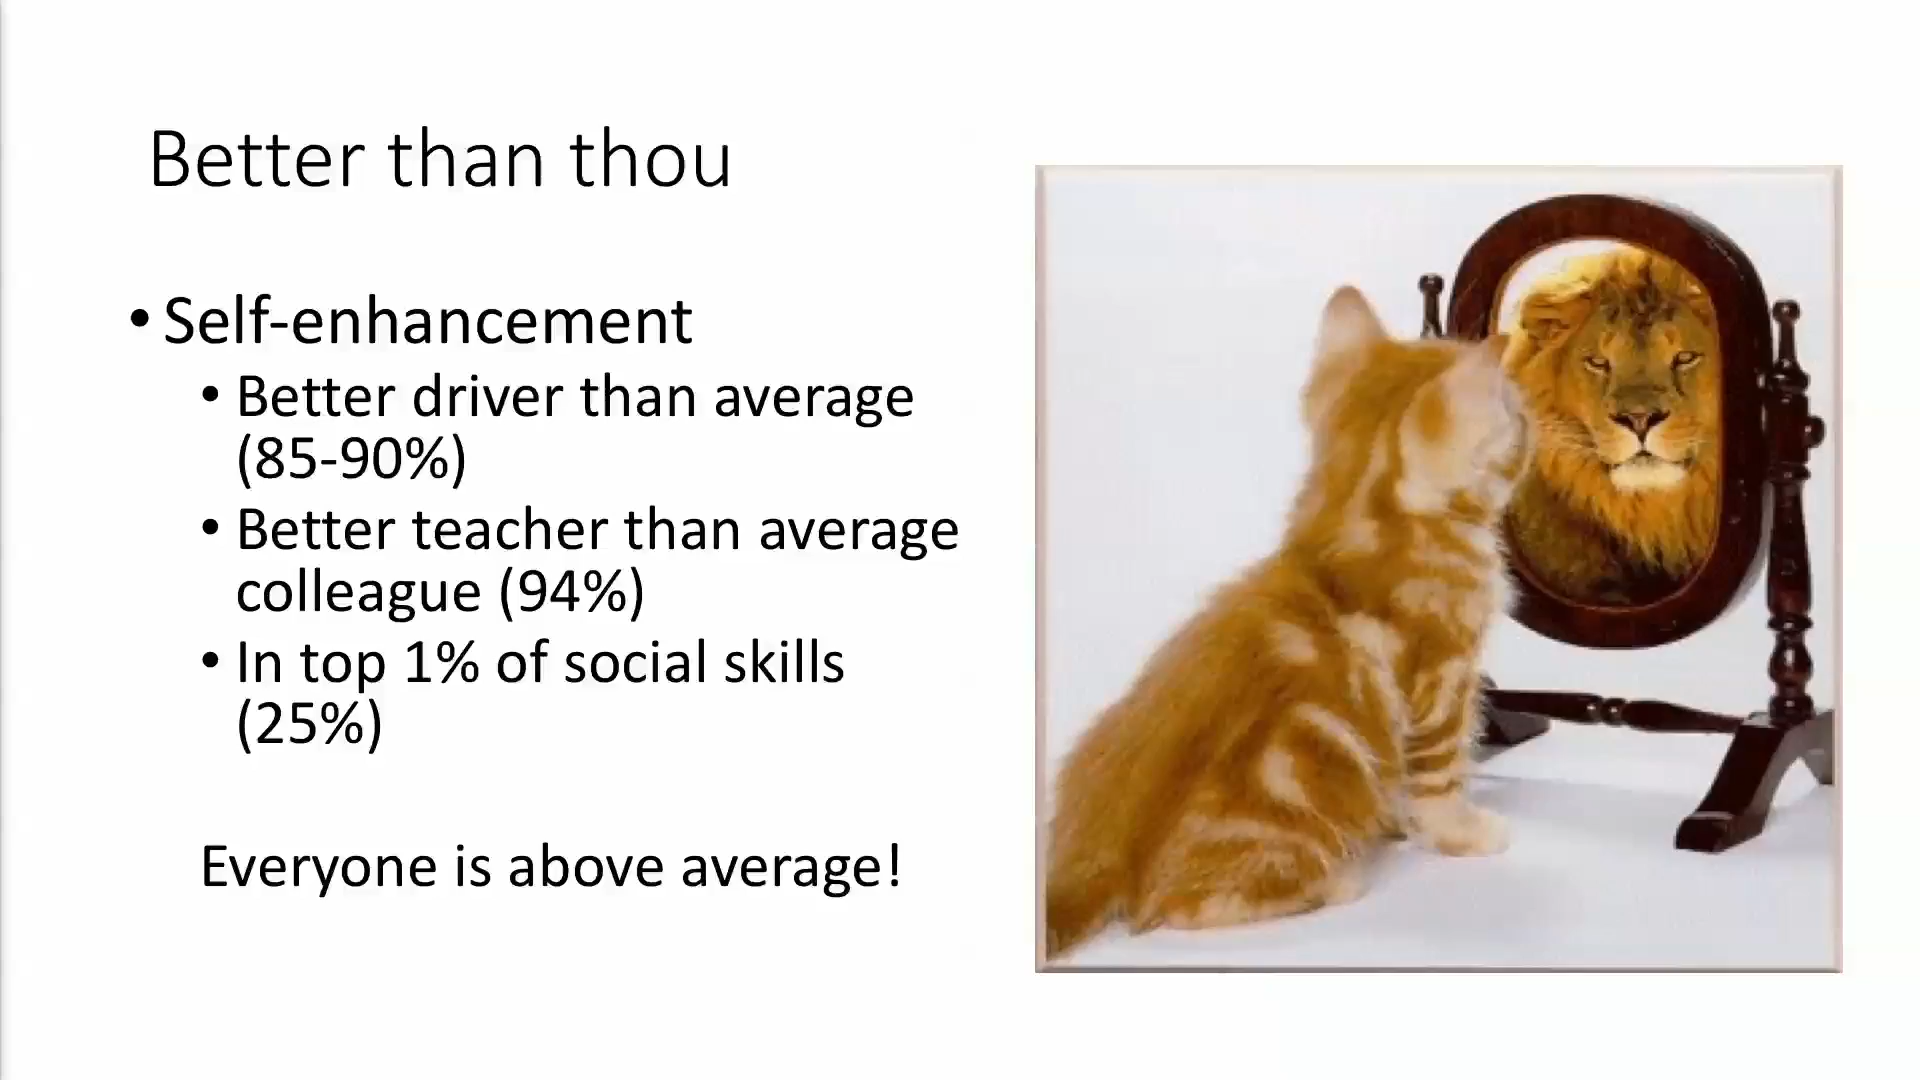 Better than thou
• Self-enhancement
• Better driver than average
(85-90%)
• Better teacher than average
colleague (94%)
• In top 1% of social skills
(25%)
Everyone is above average!